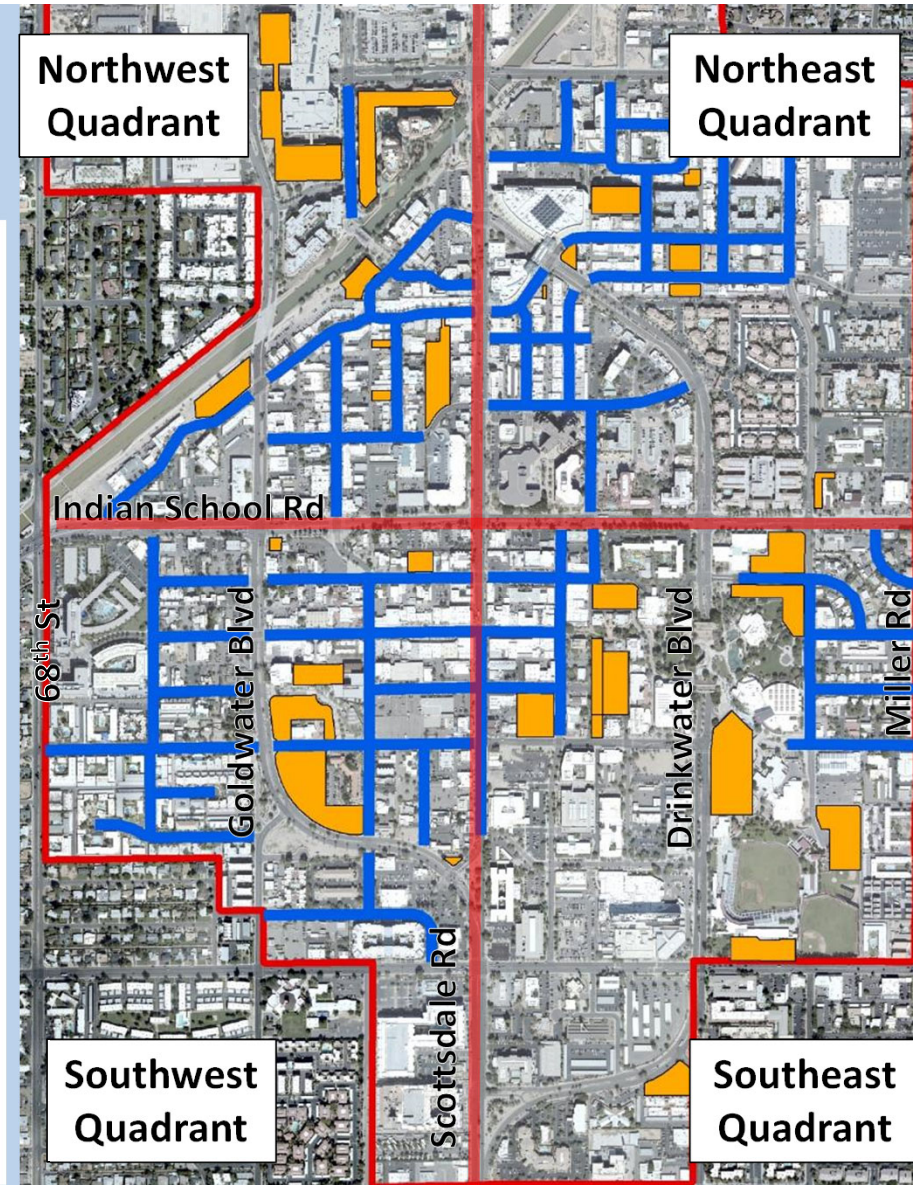 Northwest
Quadrant
Northeast
Quadrant
Indian School Rd
68th St
Goldwater Blvd
Drinkwater Blvd
Miller Rd
Scottsdale Rd
Southwest
Quadrant
Southeast
Quadrant